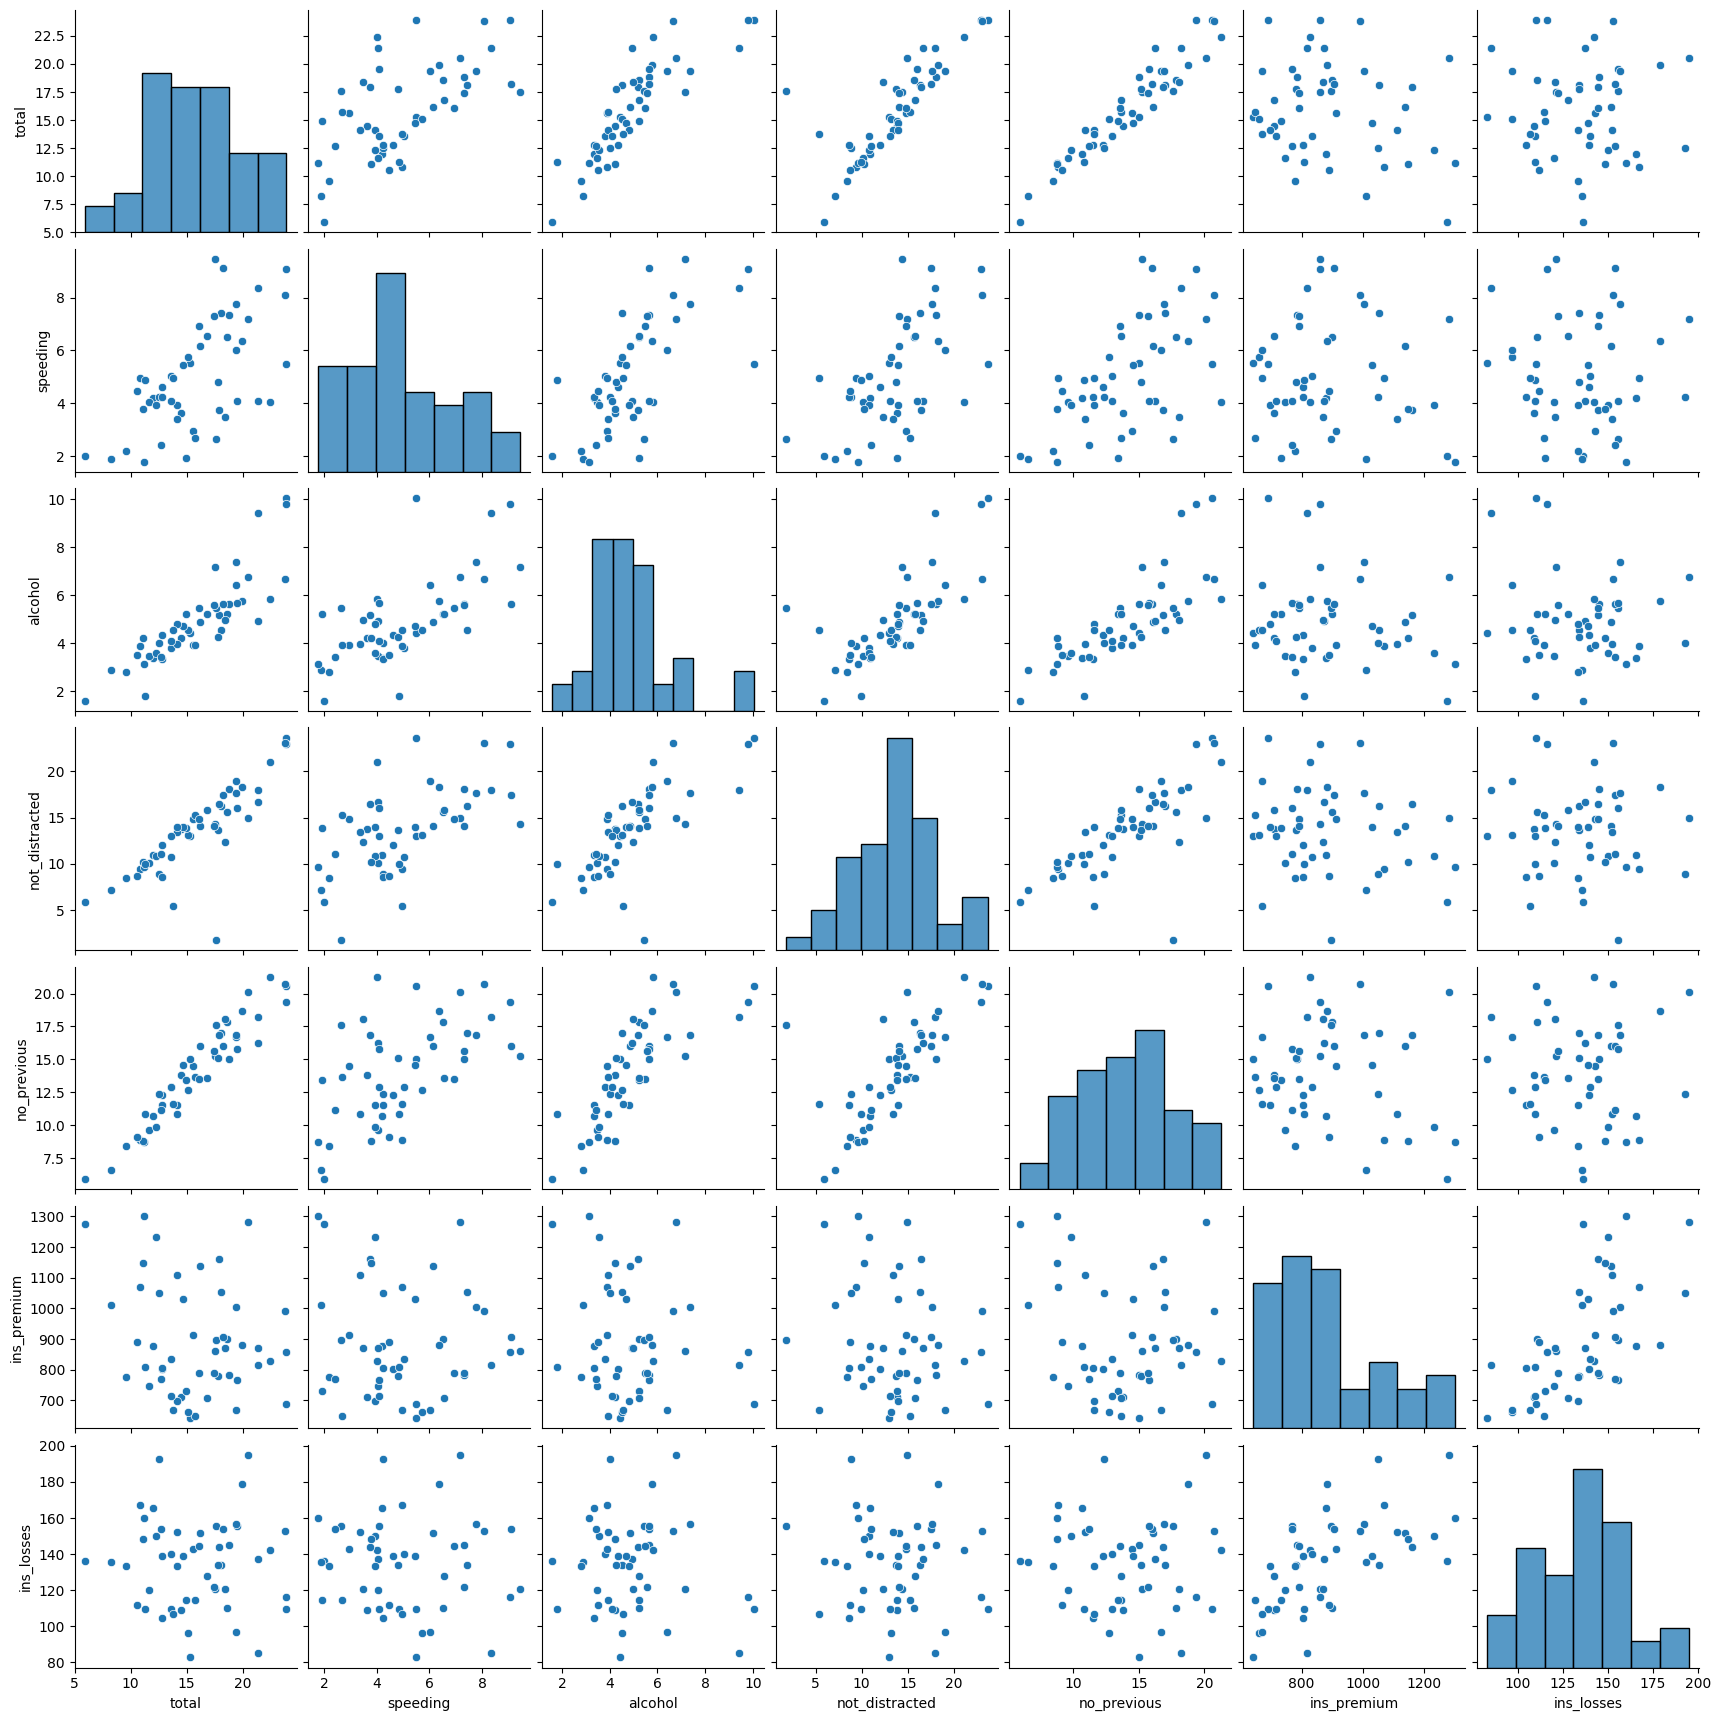 total
22.5
20.0
17.5
15.0
12.5
10.0
7.5
5.0
speeding
8
6
4
2
alcohol
10
8
6
4
2
not_distracted
20
15
10
5
no_previous
20.0
17.5
15.0
12.5
10.0
7.5
ins_premium
1300
1200
1100
1000
900
800
700
ins_losses
200
180
160
140
120
100
80
5 10 15 20
2 4 6 8
2 4 6 8 10
5 10 15 20
10 15 20
800 1000 1200
100 125 150 175 200
total speeding alcohol not_distracted no_previous ins_premium ins_losses